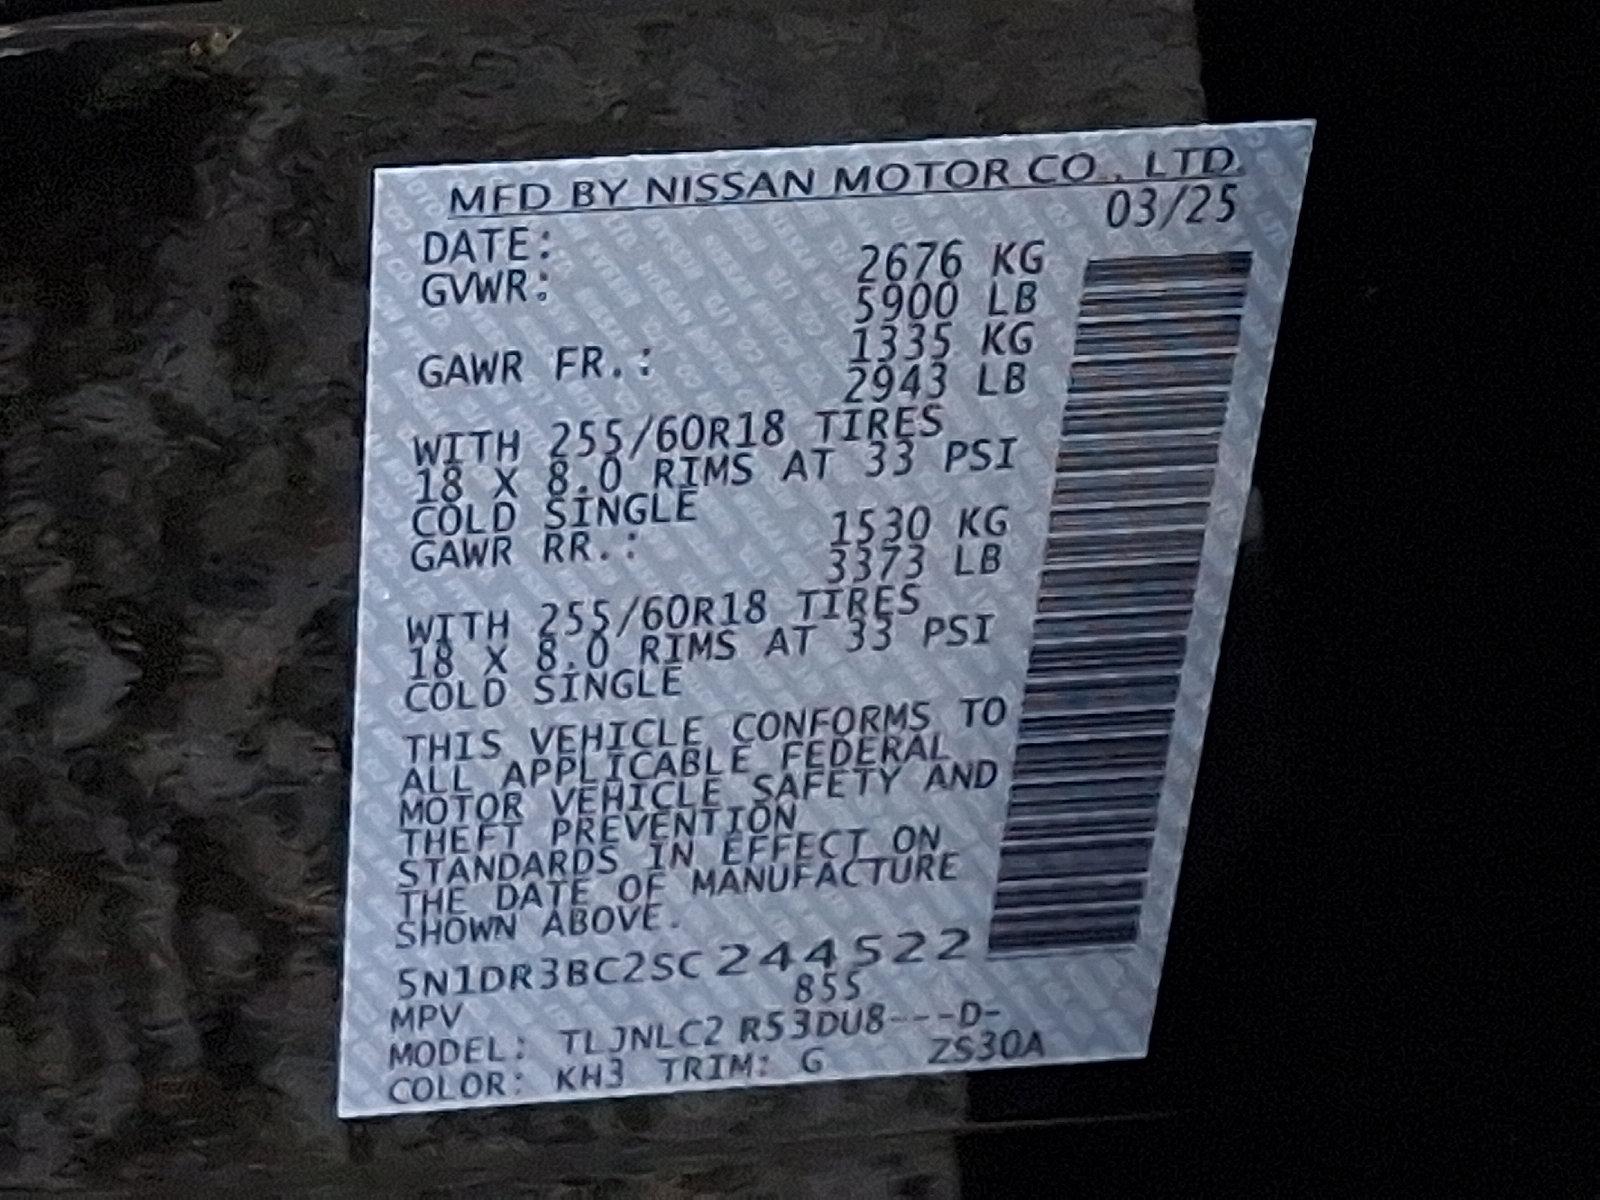 MFD BY NISSAN MOTOR CO., LTD.
DATE: 03/25
GVWR: 2676 KG
5900 LB
GAWR FR.: 1335 KG
2943 LB
WITH 255/60R18 TIRES
18 X 8.0 RIMS AT 33 PSI
COLD SINGLE
GAWR RR.: 1530 KG
3373 LB
WITH 255/60R18 TIRES
18 X 8.0 RIMS AT 33 PSI
COLD SINGLE
THIS VEHICLE CONFORMS TO
ALL APPLICABLE FEDERAL
MOTOR VEHICLE SAFETY AND
THEFT PREVENTION
STANDARDS IN EFFECT ON
THE DATE OF MANUFACTURE
SHOWN ABOVE.
5N1DR3BC2SC244522
MPV 855
MODEL: TLJNLC2 R53DU8----D-
COLOR: KH3 TRIM: G ZS30A